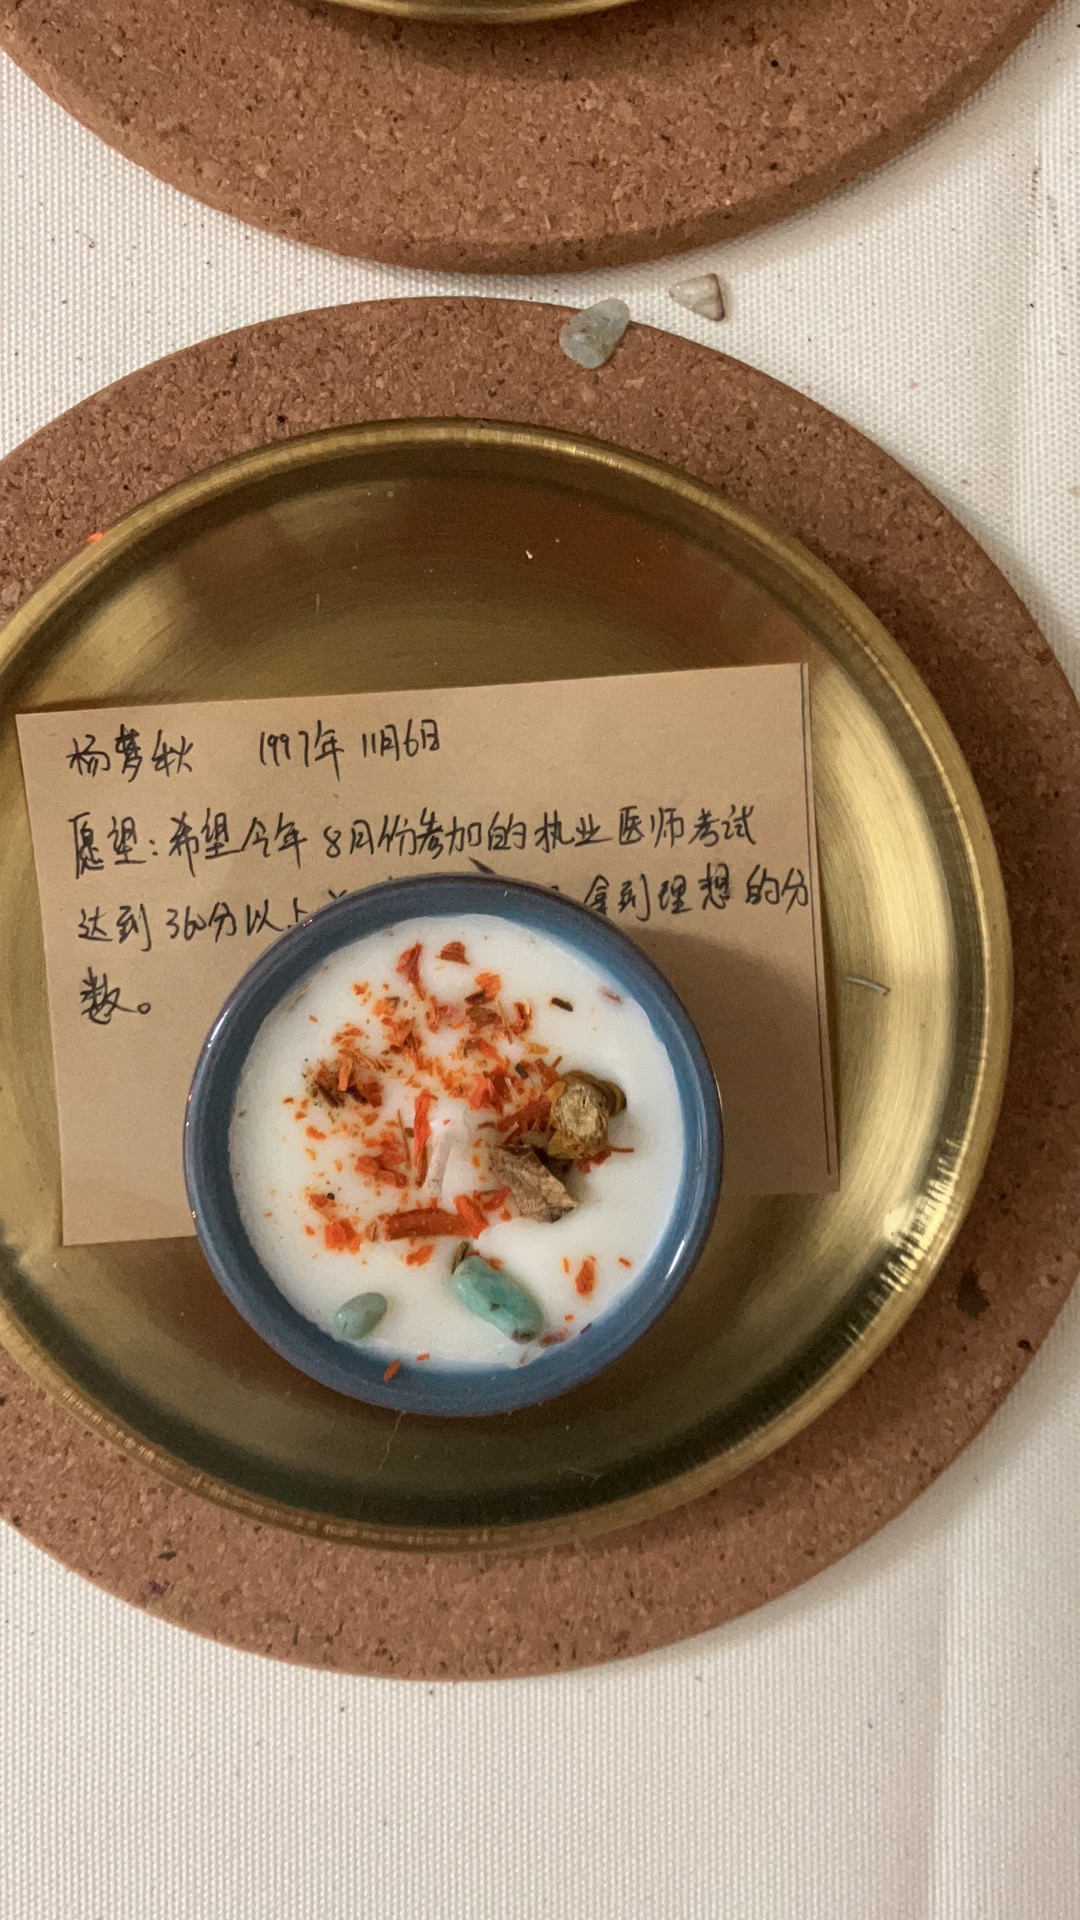 杨梦秋 1997年11月6日
愿望：希望今年8月份参加的执业医师考试
达到360分以上 拿到理想的分
数。